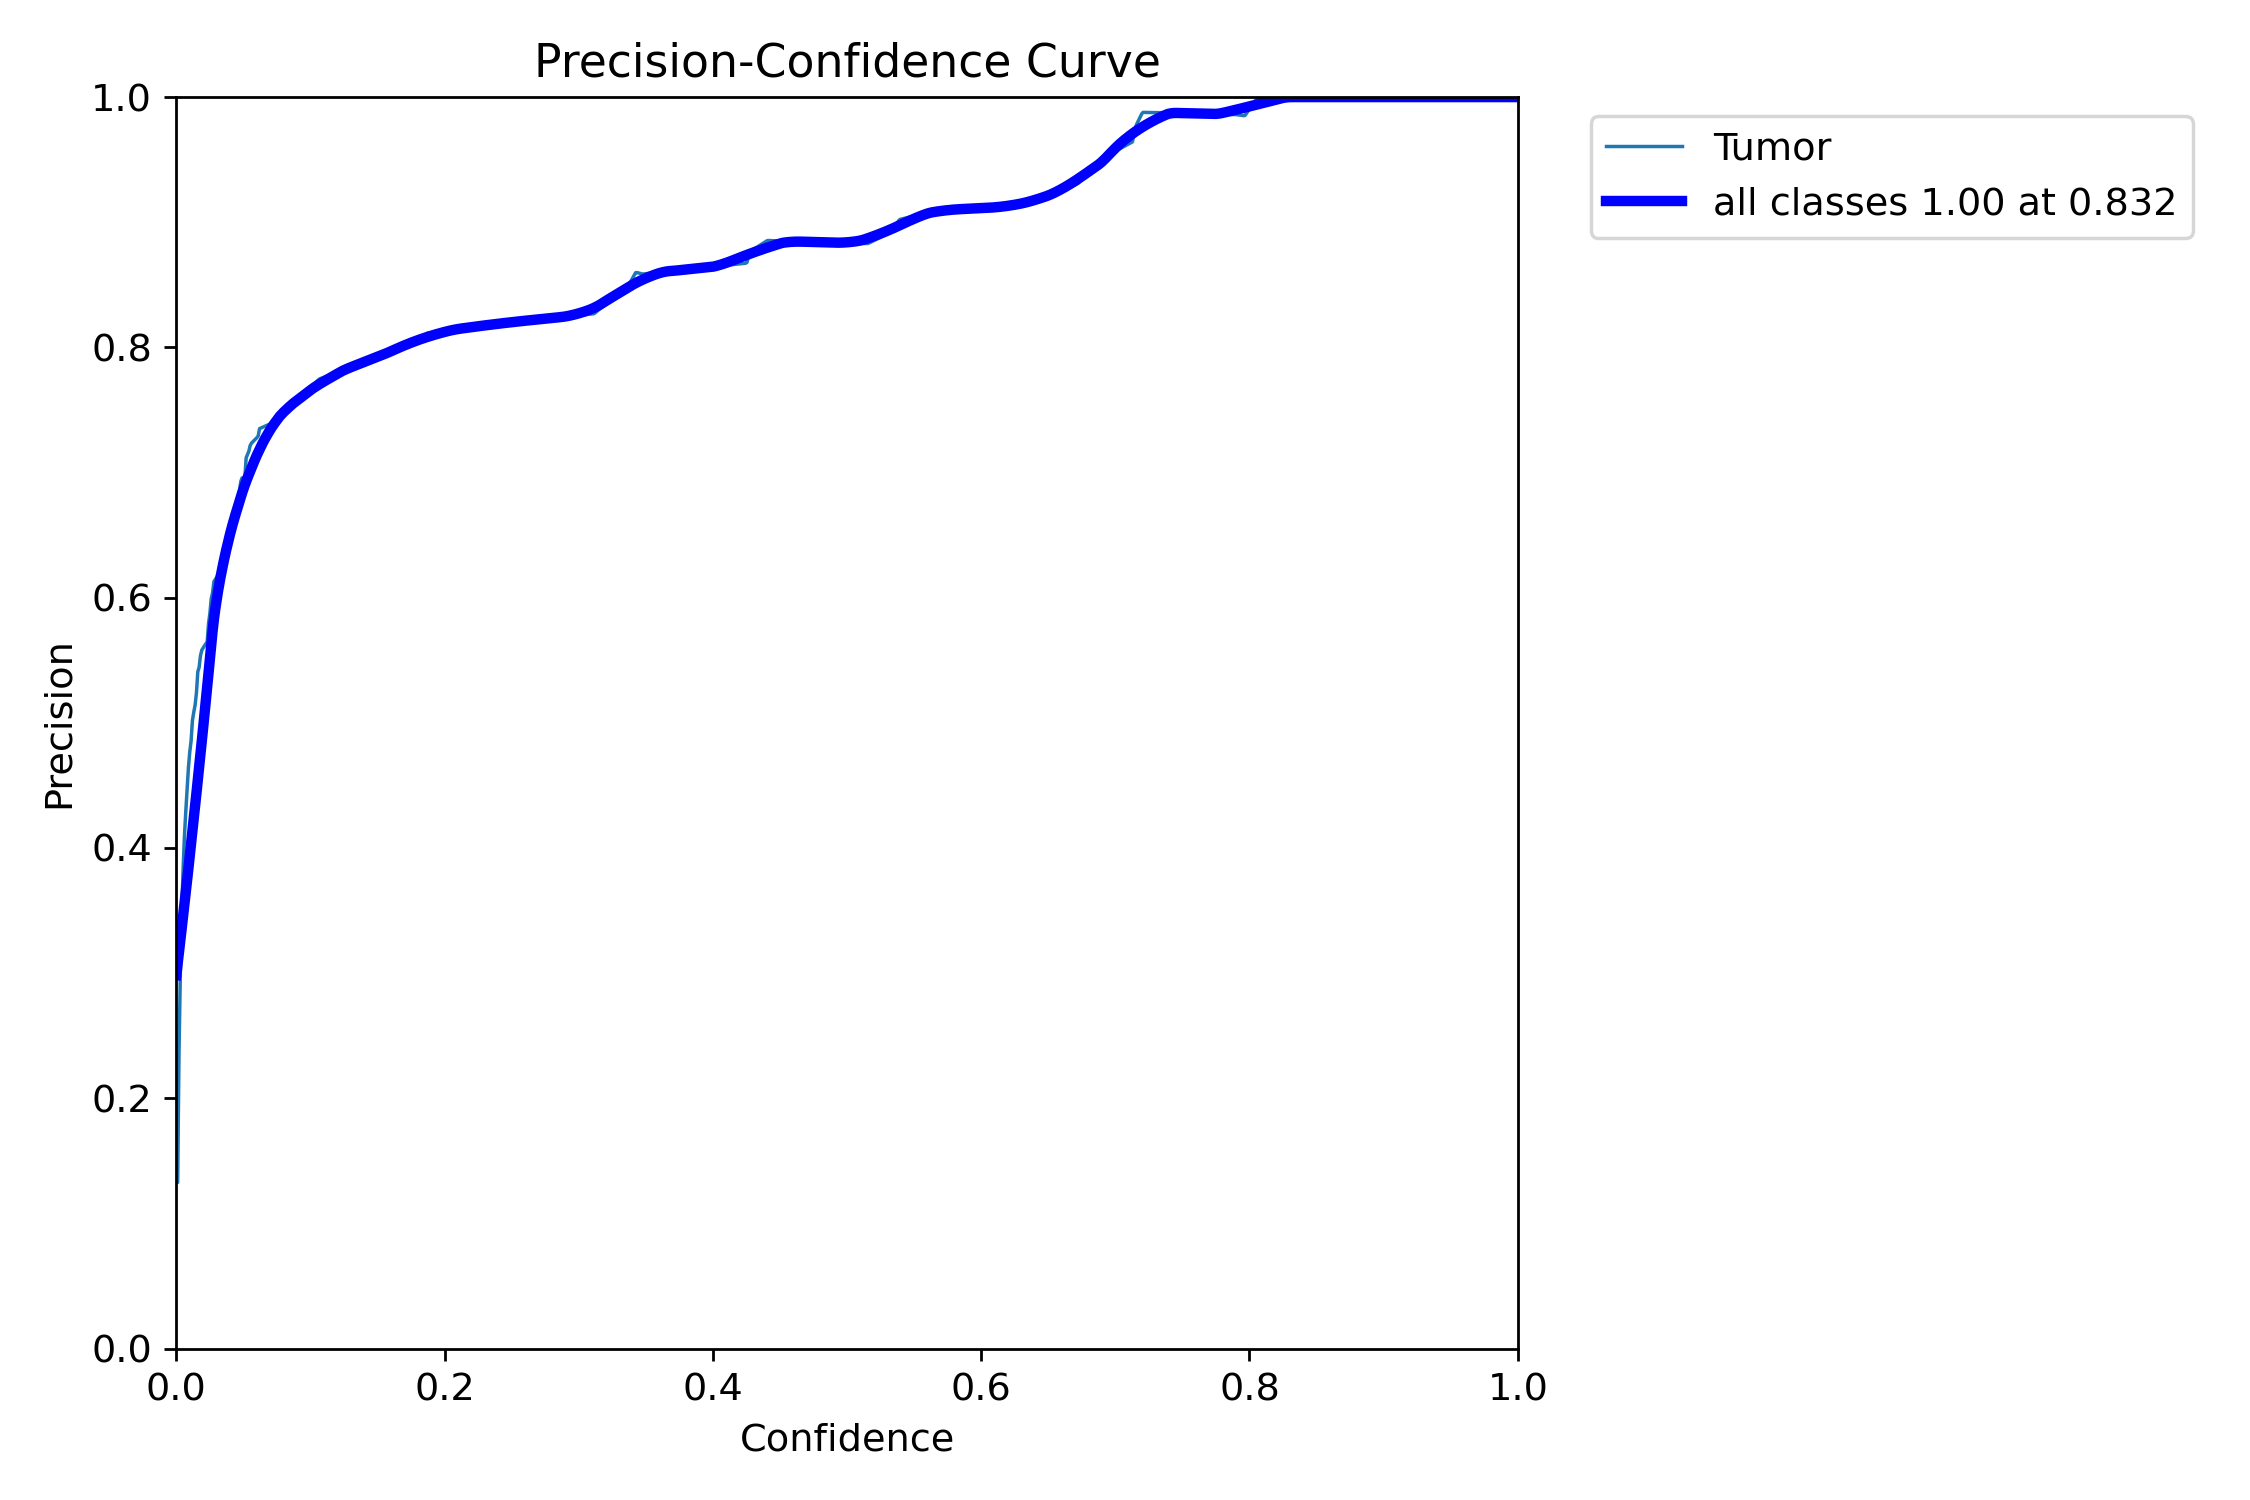 Precision-Confidence Curve
1.0
0.8
0.6
0.4
0.2
0.0
Precision
0.0 0.2 0.4 0.6 0.8 1.0
Confidence
Tumor
all classes 1.00 at 0.832